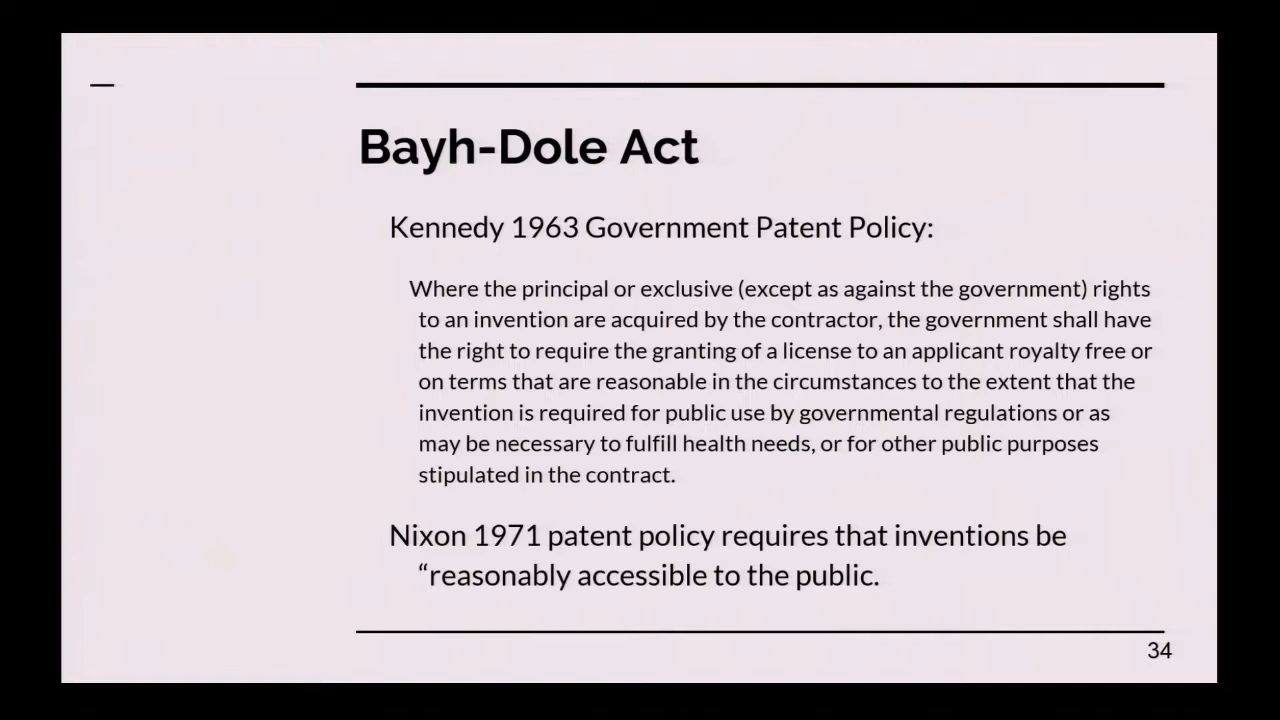 Bayh-Dole Act
Kennedy 1963 Government Patent Policy:
Where the principal or exclusive (except as against the government) rights
to an invention are acquired by the contractor, the government shall have
the right to require the granting of a license to an applicant royalty free or
on terms that are reasonable in the circumstances to the extent that the
invention is required for public use by governmental regulations or as
may be necessary to fulfill health needs, or for other public purposes
stipulated in the contract.
Nixon 1971 patent policy requires that inventions be
“reasonably accessible to the public.
34